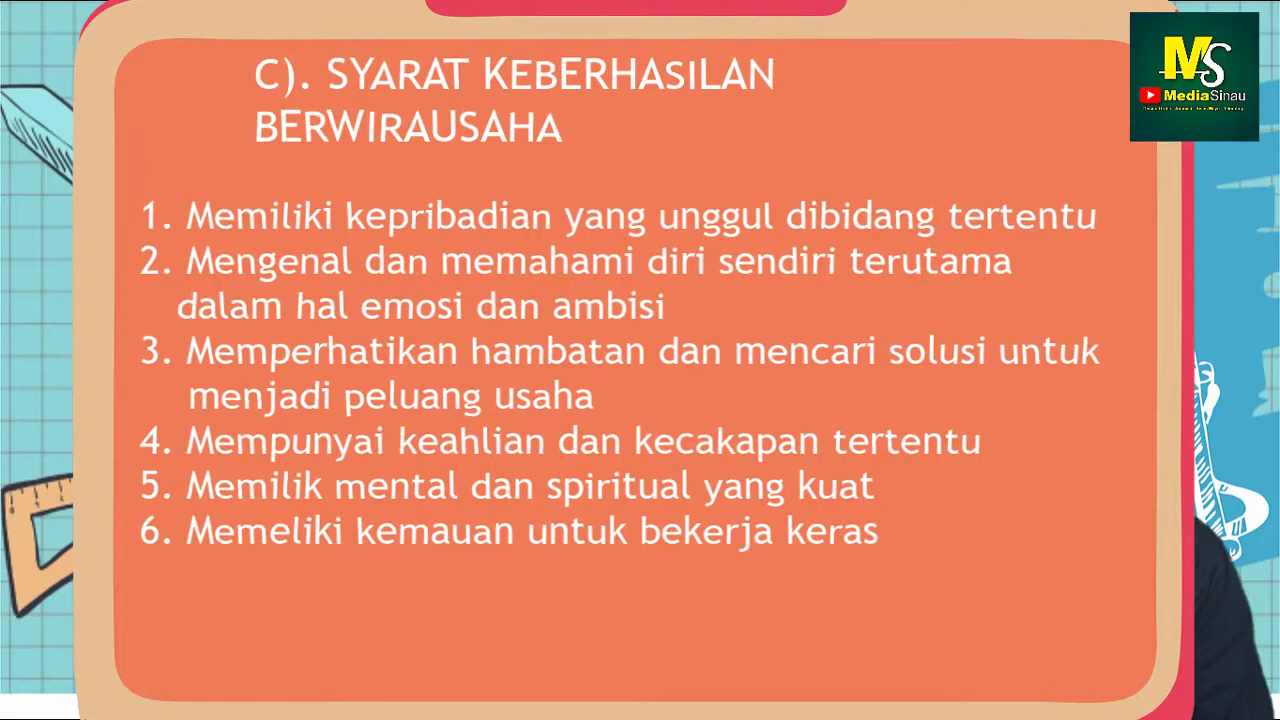 C). SYARAT KEBERHASILAN
BERWIRAUSAHA
MS
MediaSinau
1. Memiliki kepribadian yang unggul dibidang tertentu
2. Mengenal dan memahami diri sendiri terutama
dalam hal emosi dan ambisi
3. Memperhatikan hambatan dan mencari solusi untuk
menjadi peluang usaha
4. Mempunyai keahlian dan kecakapan tertentu
5. Memilik mental dan spiritual yang kuat
6. Memeliki kemauan untuk bekerja keras